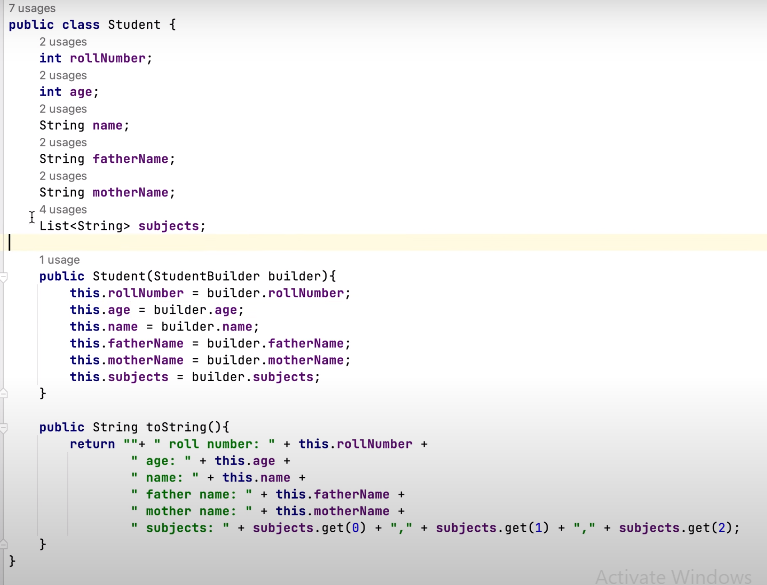 7 usages
public class Student {
2 usages
int rollNumber;
2 usages
int age;
2 usages
String name;
2 usages
String fatherName;
2 usages
String motherName;
4 usages
List<String> subjects;
1 usage
public Student(StudentBuilder builder){
this.rollNumber = builder.rollNumber;
this.age = builder.age;
this.name = builder.name;
this.fatherName = builder.fatherName;
this.motherName = builder.motherName;
this.subjects = builder.subjects;
}
public String toString(){
return ""+ " roll number: " + this.rollNumber +
" age: " + this.age +
" name: " + this.name +
" father name: " + this.fatherName +
" mother name: " + this.motherName +
" subjects: " + subjects.get(0) + "," + subjects.get(1) + "," + subjects.get(2);
}
}
Activate Windows